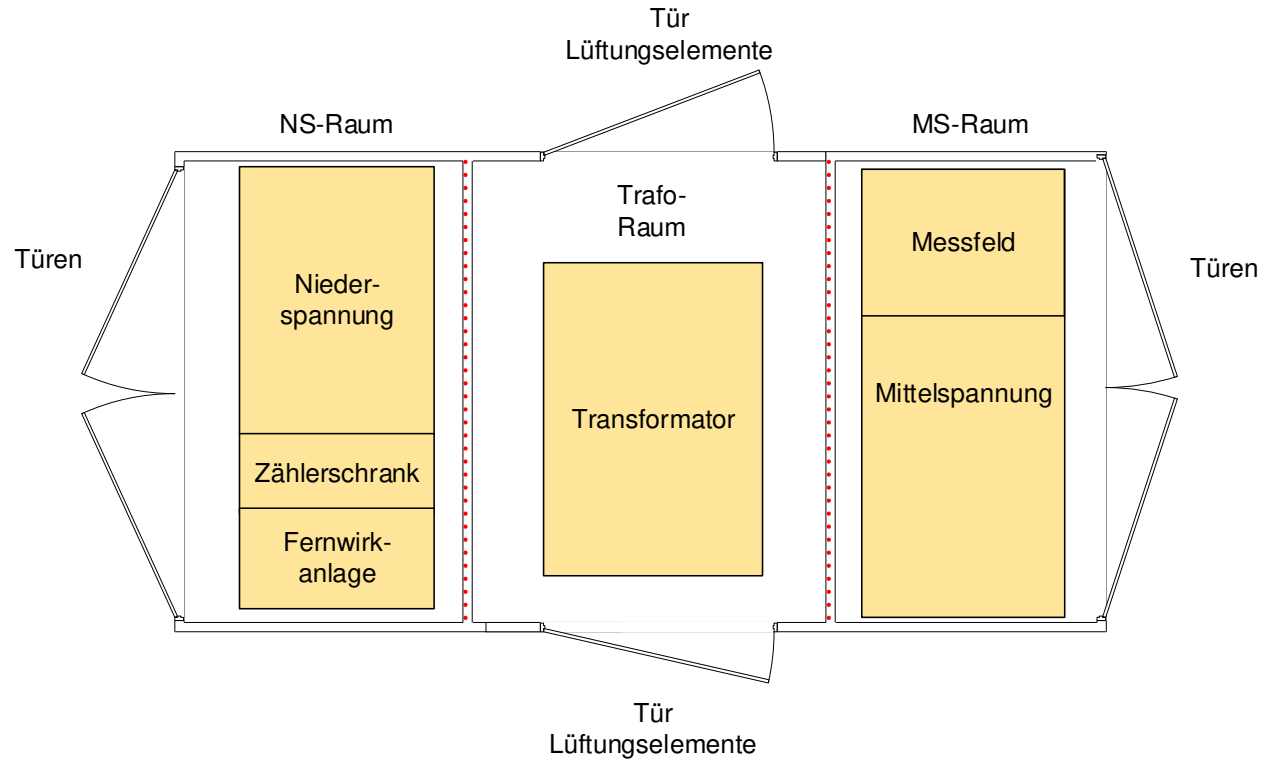 Tür
Lüftungselemente
NS-Raum
MS-Raum
Trafo-
Raum
Türen
Nieder-
spannung
Messfeld
Türen
Transformator
Mittelspannung
Zählerschrank
Fernwirk-
anlage
Tür
Lüftungselemente